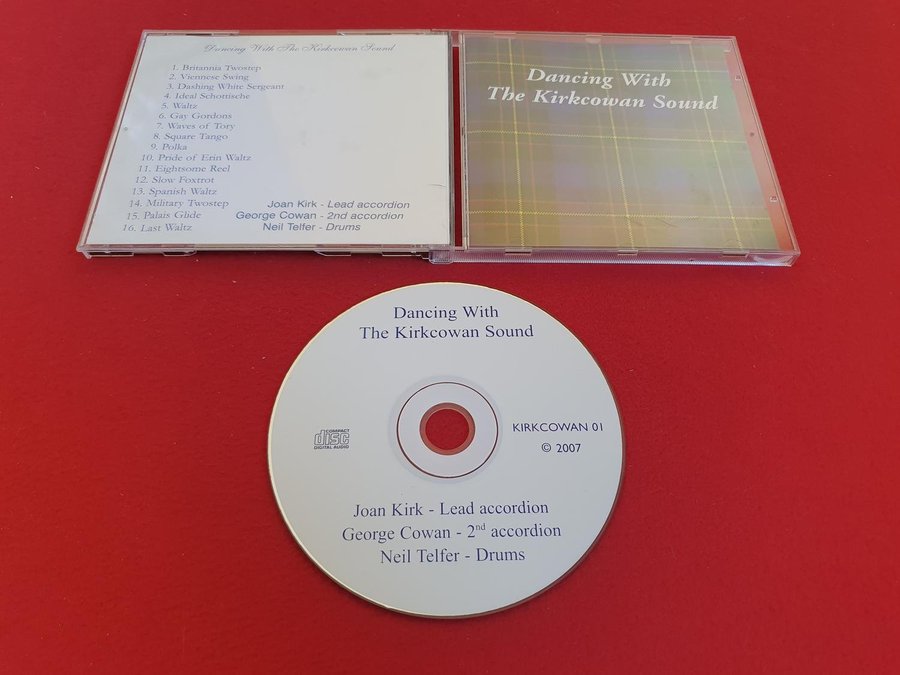 Dancing With The Kirkcowan Sound
1. Britannia Twostep
2. Viennese Swing
3. Dashing White Sergeant
4. Ideal Schottische
5. Waltz
6. Gay Gordons
7. Waves of Tory
8. Square Tango
9. Polka
10. Pride of Erin Waltz
11. Eightsome Reel
12. Slow Foxtrot
13. Spanish Waltz
14. Military Twostep
15. Palais Glide
16. Last Waltz
Joan Kirk - Lead accordion
George Cowan - 2nd accordion
Neil Telfer - Drums
Dancing With
The Kirkcowan Sound
Dancing With
The Kirkcowan Sound
COMPACT
disc
DIGITAL AUDIO
KIRKCOWAN 01
© 2007
Joan Kirk - Lead accordion
George Cowan - 2nd accordion
Neil Telfer - Drums